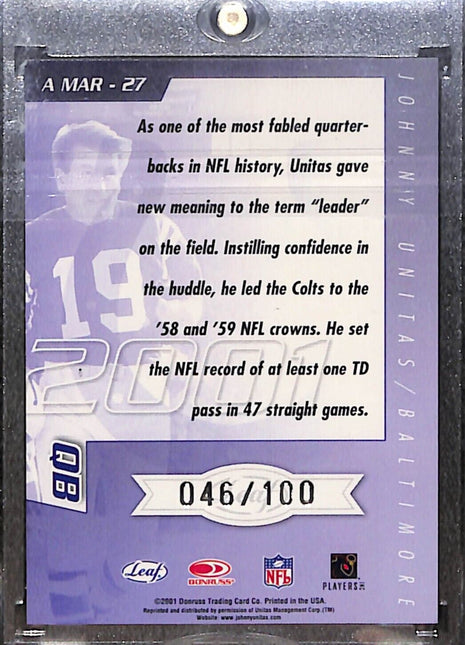 A MAR - 27
As one of the most fabled quarter-
backs in NFL history, Unitas gave
new meaning to the term “leader”
on the field. Instilling confidence in
the huddle, he led the Colts to the
’58 and ’59 NFL crowns. He set
the NFL record of at least one TD
pass in 47 straight games.
JOHNNY UNITAS/BALTIMORE
19
2001
QB
046/100
Leaf
DONRUSS
NFL
PLAYERS INC
©2001 Donruss Trading Card Co. Printed in the USA.
Reprinted and distributed by permission of Unitas Management Corp.(TM)
Website: www.johnnyunitas.com